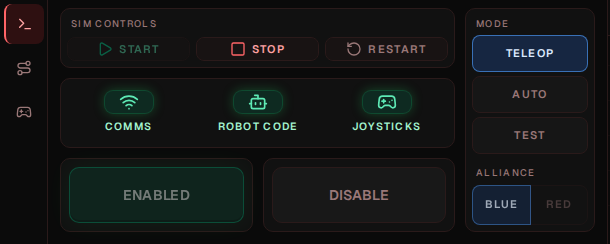 SIM CONTROLS
START
STOP
RESTART
COMMS
ROBOT CODE
JOYSTICKS
ENABLED
DISABLE
MODE
TELEOP
AUTO
TEST
ALLIANCE
BLUE
RED